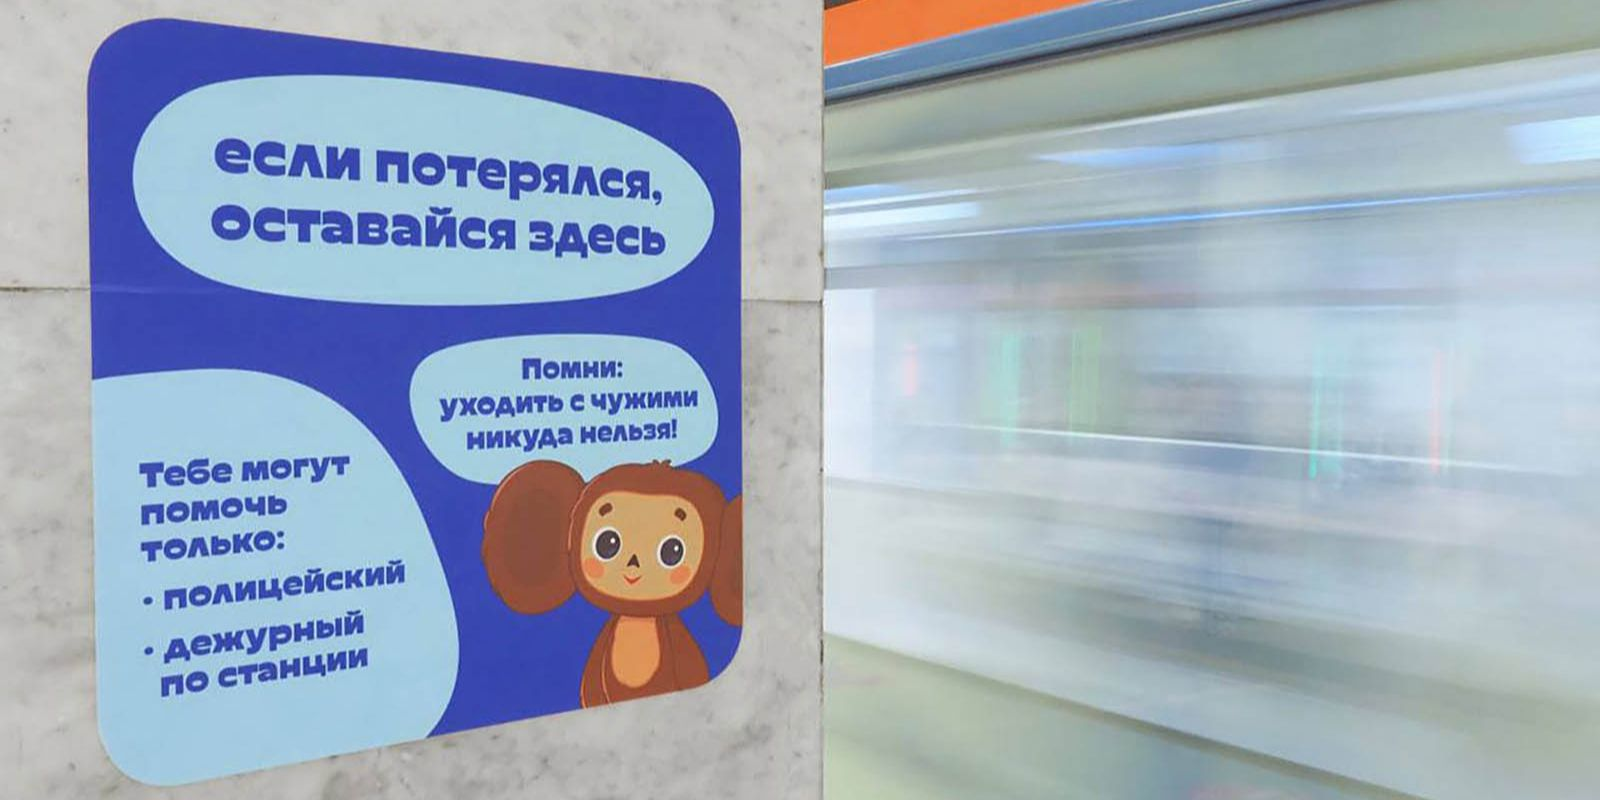 если потерялся,
оставайся здесь
Помни:
уходить с чужими
никуда нельзя!
Тебе могут
помочь
только:
• полицейский
• дежурный
по станции